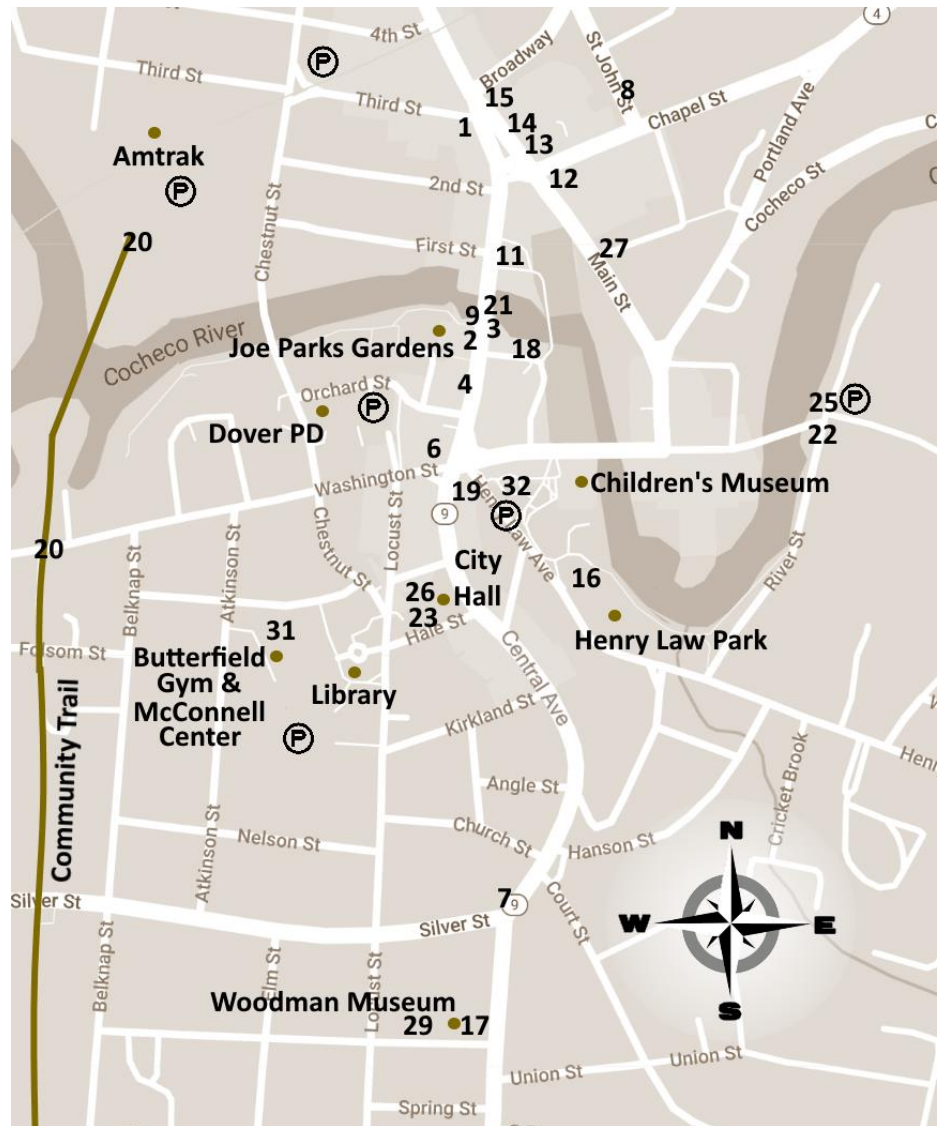 4
4th St
Broadway
St John St
P
Third St
15
8
Third St
1
14
Chapel St
Portland Ave
13
Amtrak
2nd St
12
P
Cocheco St
20
Chestnut St
First St
11
27
Main St
21
9
3
Cocheco River
Joe Parks Gardens
2
18
Orchard St
4
P
25
P
Dover PD
22
6
Washington St
19
32
Children's Museum
9
P
Henry Law Ave
Locust St
20
Belknap St
Atkinson St
Chestnut St
City
Hall
26
23
16
River St
Hale St
31
Henry Law Park
Folsom St
Butterfield
Gym &
McConnell
Center
Library
Central Ave
P
Kirkland St
Community Trail
Angle St
Cricket Brook
Atkinson St
Nelson St
Church St
Hanson St
N
Silver St
7
9
Court St
W
E
Silver St
S
Belknap St
Elm St
Locust St
Woodman Museum
29
17
Union St
Union St
Spring St